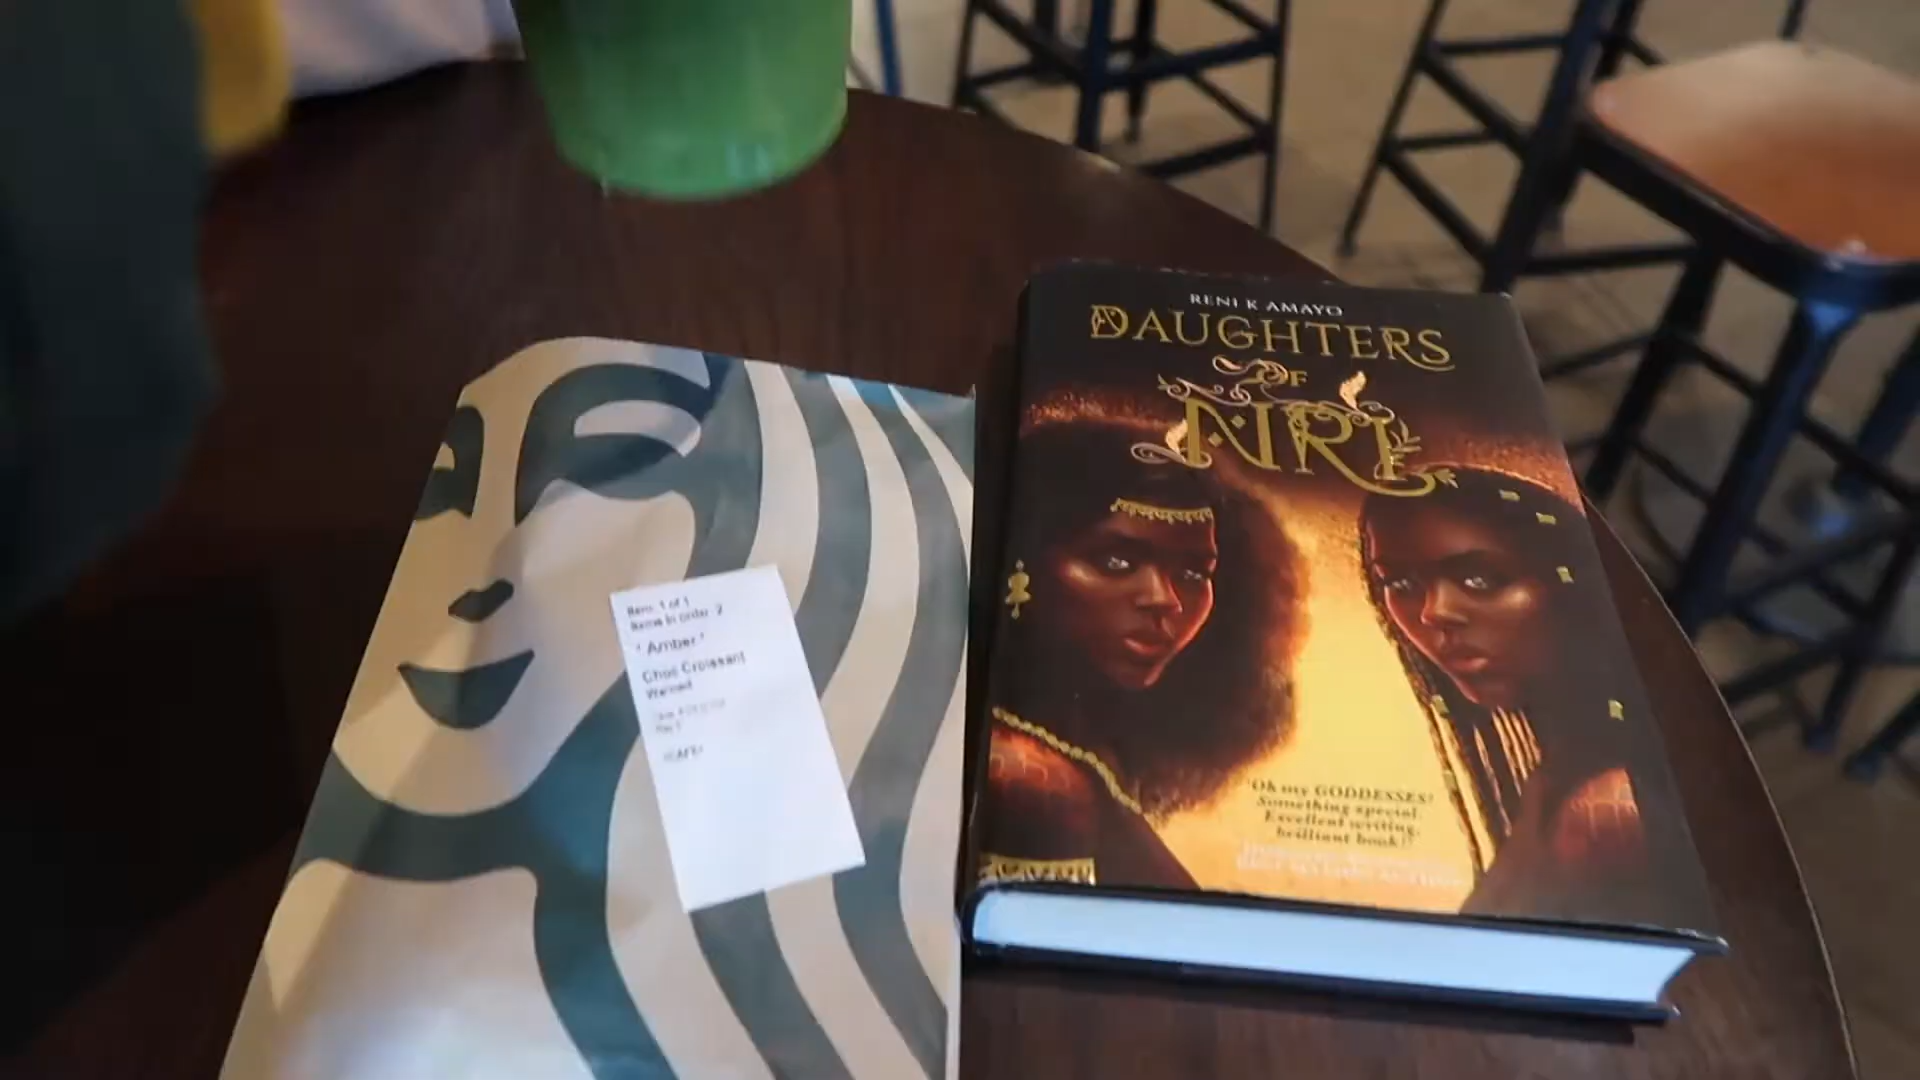 Item: 1 of 1
Items in order: 2
* Amber *
Choc Croissant
Warmed
RENI K AMAYO
DAUGHTERS
OF
NRI
'Oh my GODDESSES!
Something special.
Excellent writing,
brilliant book!'